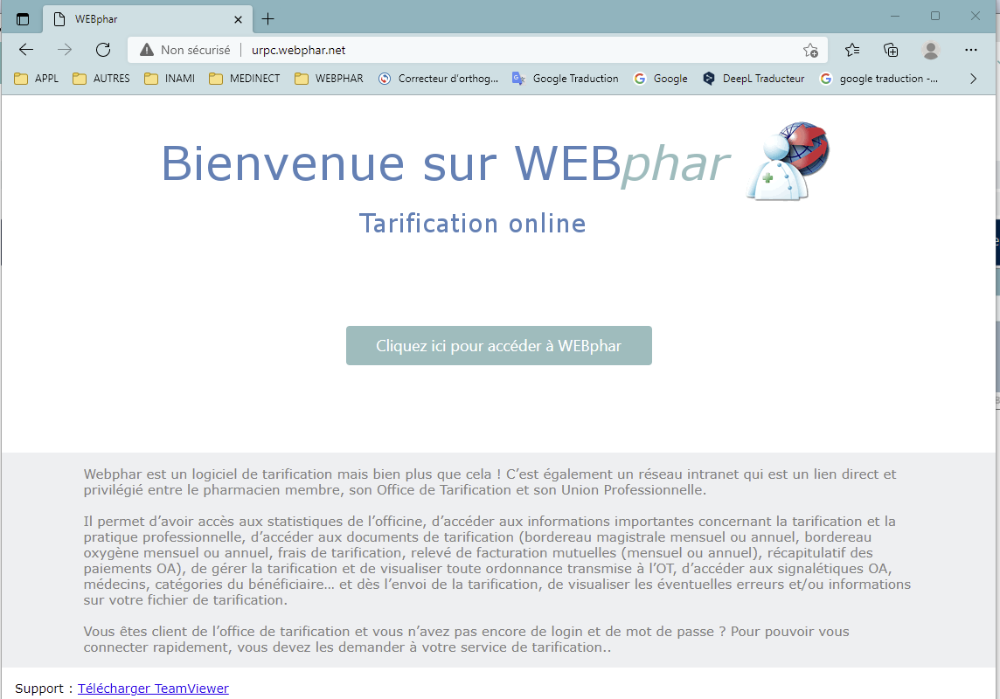 WEBphar
Non sécurisé urpc.webphar.net
APPL AUTRES INAMI MEDINECT WEBPHAR Correcteur d'orthog... Google Traduction Google DeepL Traducteur google traduction -...
Bienvenue sur WEBphar
Tarification online
Cliquez ici pour accéder à WEBphar
Webphar est un logiciel de tarification mais bien plus que cela ! C’est également un réseau intranet qui est un lien direct et
privilégié entre le pharmacien membre, son Office de Tarification et son Union Professionnelle.
Il permet d’avoir accès aux statistiques de l’officine, d’accéder aux informations importantes concernant la tarification et la
pratique professionnelle, d’accéder aux documents de tarification (bordereau magistrale mensuel ou annuel, bordereau
oxygène mensuel ou annuel, frais de tarification, relevé de facturation mutuelles (mensuel ou annuel), récapitulatif des
paiements OA), de gérer la tarification et de visualiser toute ordonnance transmise à l’OT, d’accéder aux signalétiques OA,
médecins, catégories du bénéficiaire… et dès l’envoi de la tarification, de visualiser les éventuelles erreurs et/ou informations
sur votre fichier de tarification.
Vous êtes client de l’office de tarification et vous n’avez pas encore de login et de mot de passe ? Pour pouvoir vous
connecter rapidement, vous devez les demander à votre service de tarification..
Support : Télécharger TeamViewer